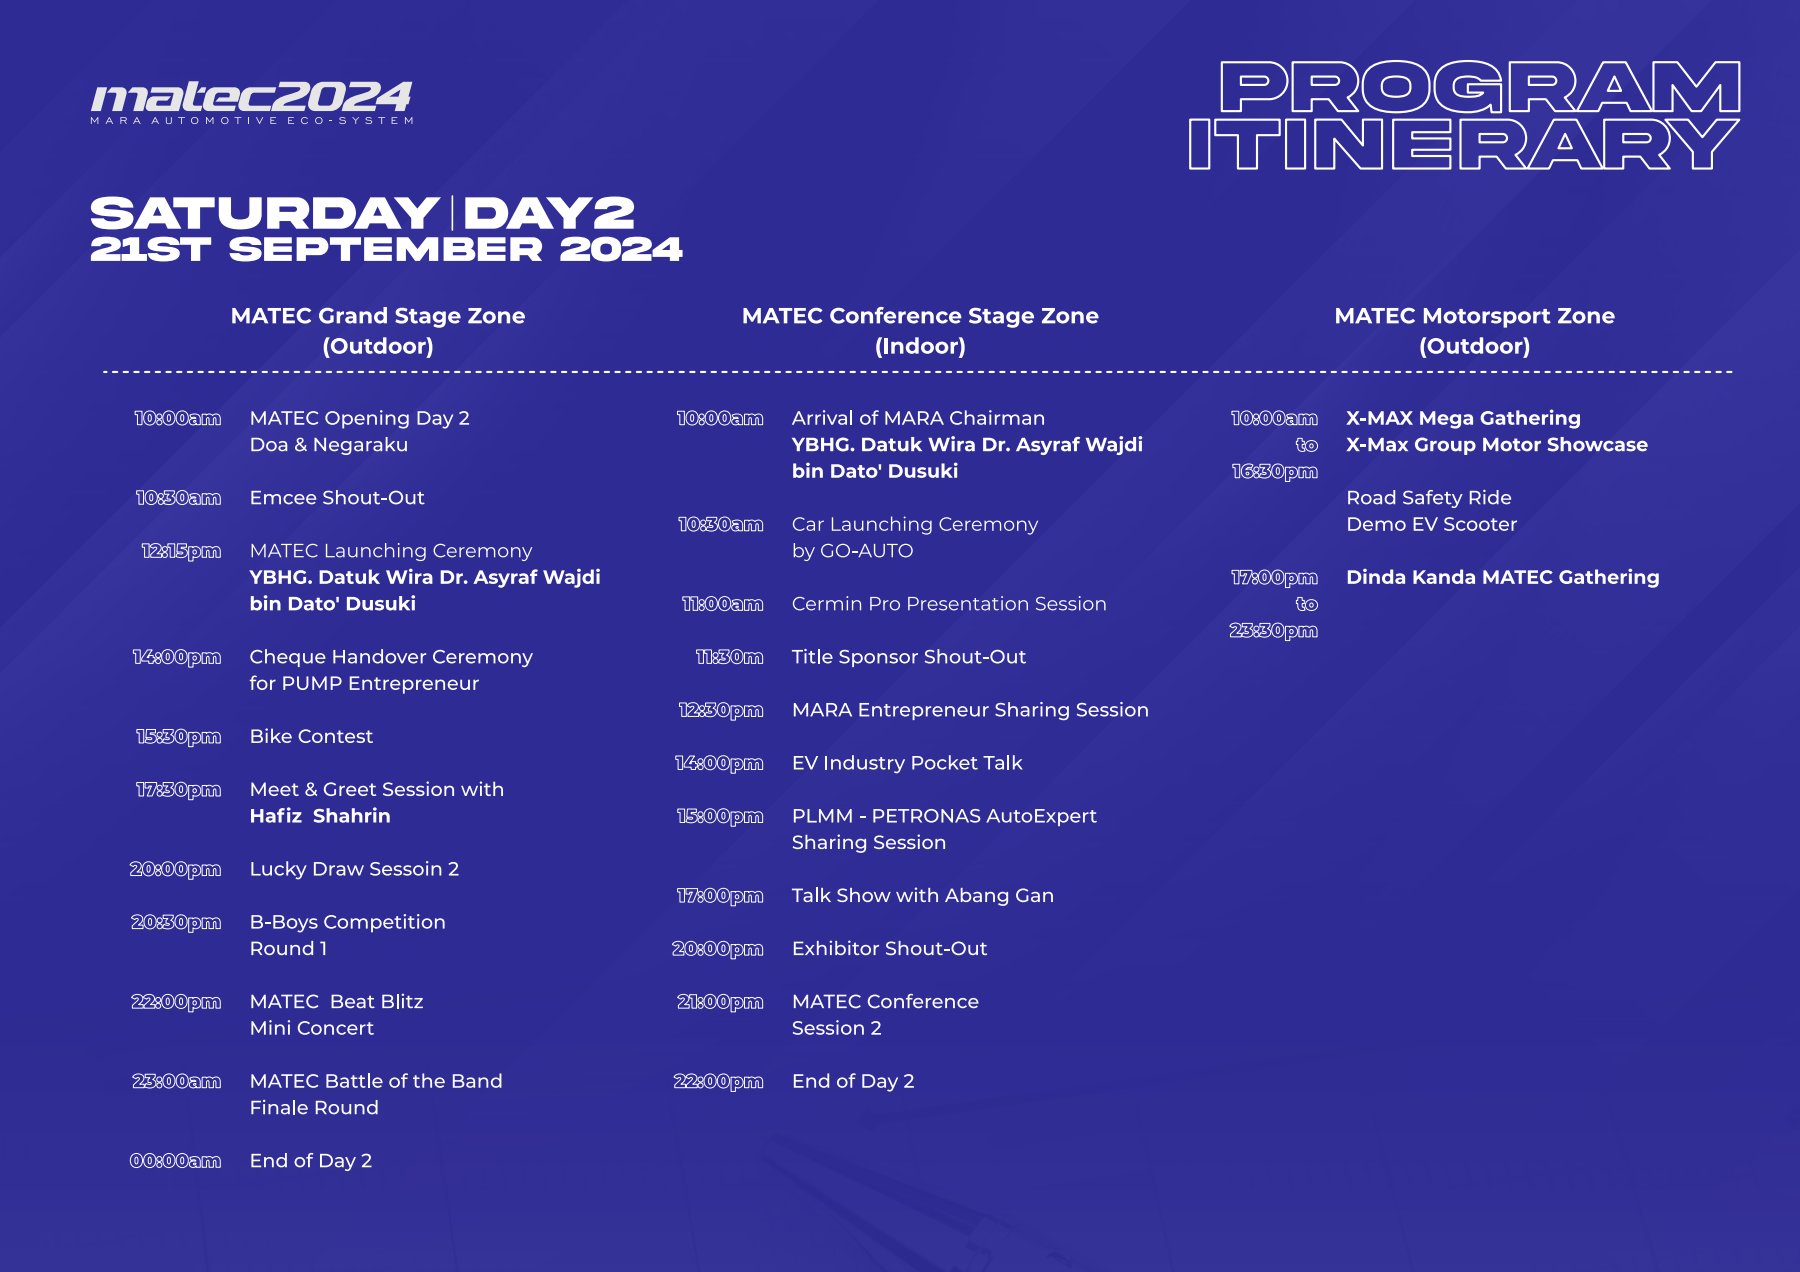 matec2024
MARA AUTOMOTIVE ECO-SYSTEM
PROGRAM
ITINERARY
SATURDAY | DAY2
21ST SEPTEMBER 2024
MATEC Grand Stage Zone
(Outdoor)
10:00am MATEC Opening Day 2
Doa & Negaraku
10:30am Emcee Shout-Out
12:15pm MATEC Launching Ceremony
YBHG. Datuk Wira Dr. Asyraf Wajdi
bin Dato' Dusuki
14:00pm Cheque Handover Ceremony
for PUMP Entrepreneur
15:30pm Bike Contest
17:30pm Meet & Greet Session with
Hafiz  Shahrin
20:00pm Lucky Draw Sessoin 2
20:30pm B-Boys Competition
Round 1
22:00pm MATEC  Beat Blitz
Mini Concert
23:00am MATEC Battle of the Band
Finale Round
00:00am End of Day 2
MATEC Conference Stage Zone
(Indoor)
10:00am Arrival of MARA Chairman
YBHG. Datuk Wira Dr. Asyraf Wajdi
bin Dato' Dusuki
10:30am Car Launching Ceremony
by GO-AUTO
11:00am Cermin Pro Presentation Session
11:30m Title Sponsor Shout-Out
12:30pm MARA Entrepreneur Sharing Session
14:00pm EV Industry Pocket Talk
15:00pm PLMM - PETRONAS AutoExpert
Sharing Session
17:00pm Talk Show with Abang Gan
20:00pm Exhibitor Shout-Out
21:00pm MATEC Conference
Session 2
22:00pm End of Day 2
MATEC Motorsport Zone
(Outdoor)
10:00am X-MAX Mega Gathering
to X-Max Group Motor Showcase
16:30pm
Road Safety Ride
Demo EV Scooter
17:00pm Dinda Kanda MATEC Gathering
to
23:30pm